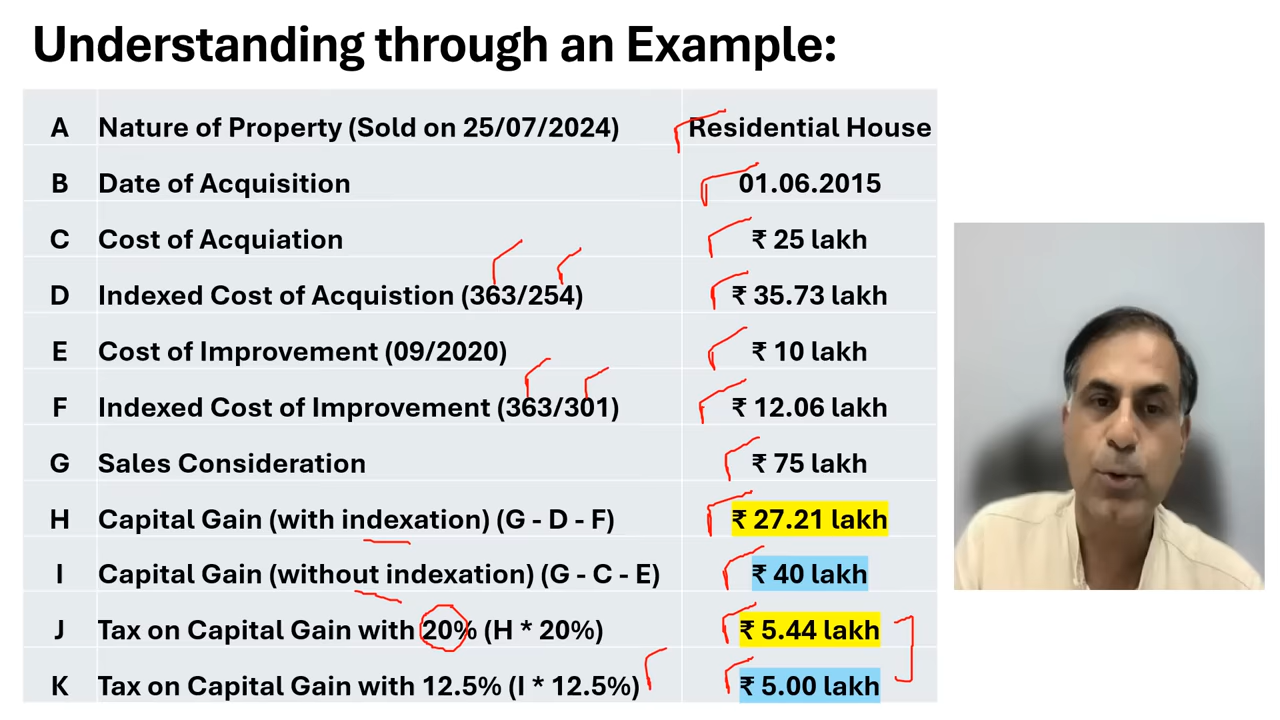 Understanding through an Example:
A Nature of Property (Sold on 25/07/2024) Residential House
B Date of Acquisition 01.06.2015
C Cost of Acquiation ₹ 25 lakh
D Indexed Cost of Acquistion (363/254) ₹ 35.73 lakh
E Cost of Improvement (09/2020) ₹ 10 lakh
F Indexed Cost of Improvement (363/301) ₹ 12.06 lakh
G Sales Consideration ₹ 75 lakh
H Capital Gain (with indexation) (G - D - F) ₹ 27.21 lakh
I Capital Gain (without indexation) (G - C - E) ₹ 40 lakh
J Tax on Capital Gain with 20% (H * 20%) ₹ 5.44 lakh
K Tax on Capital Gain with 12.5% (I * 12.5%) ₹ 5.00 lakh